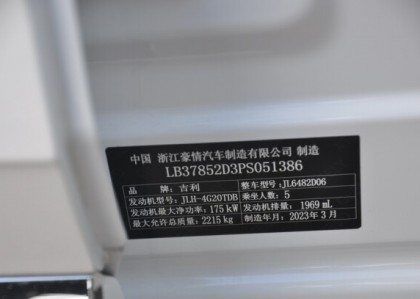 中国 浙江豪情汽车制造有限公司 制造
LB37852D3PS051386
品牌:吉利 整车型号:JL6482D06
发动机型号:JLH-4G20TDB 乘坐人数:5
发动机最大净功率:175 kW 发动机排量:1969 mL
最大允许总质量:2215 kg 制造年月:2023年3月